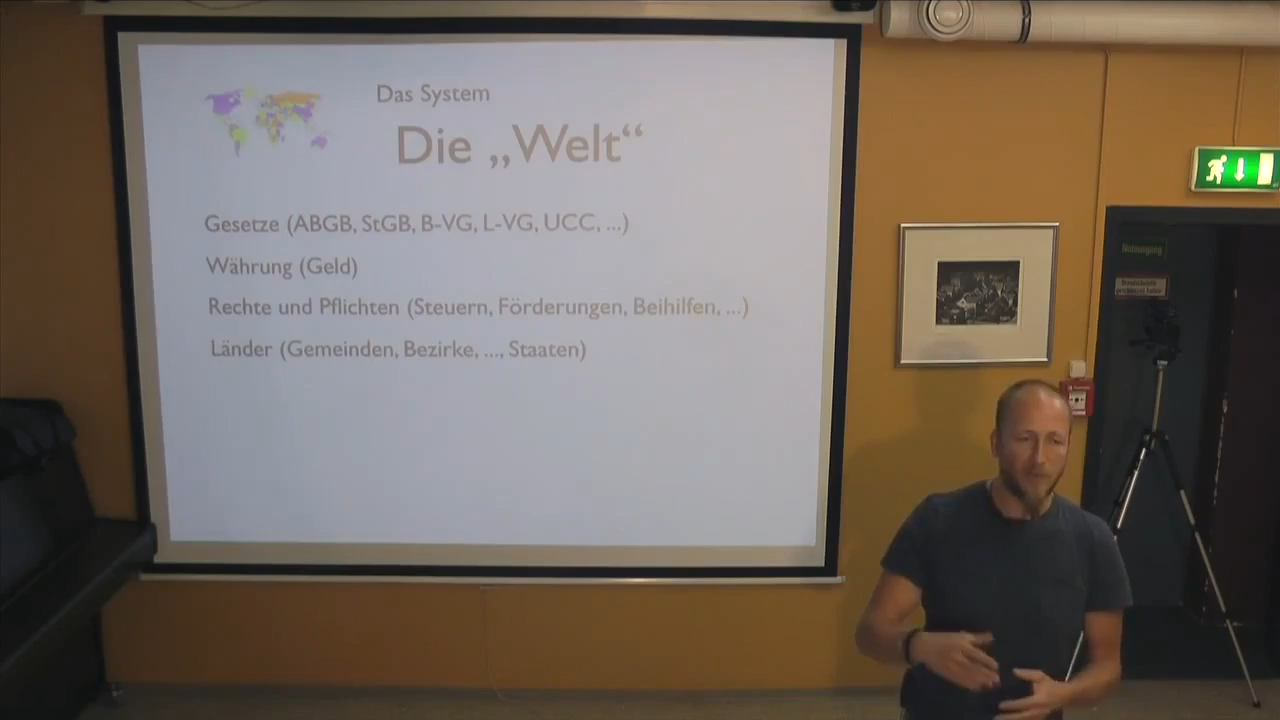 Das System
Die „Welt“
Gesetze (ABGB, StGB, B-VG, L-VG, UCC, ...)
Währung (Geld)
Rechte und Pflichten (Steuern, Förderungen, Beihilfen, ...)
Länder (Gemeinden, Bezirke, ..., Staaten)
Notausgang